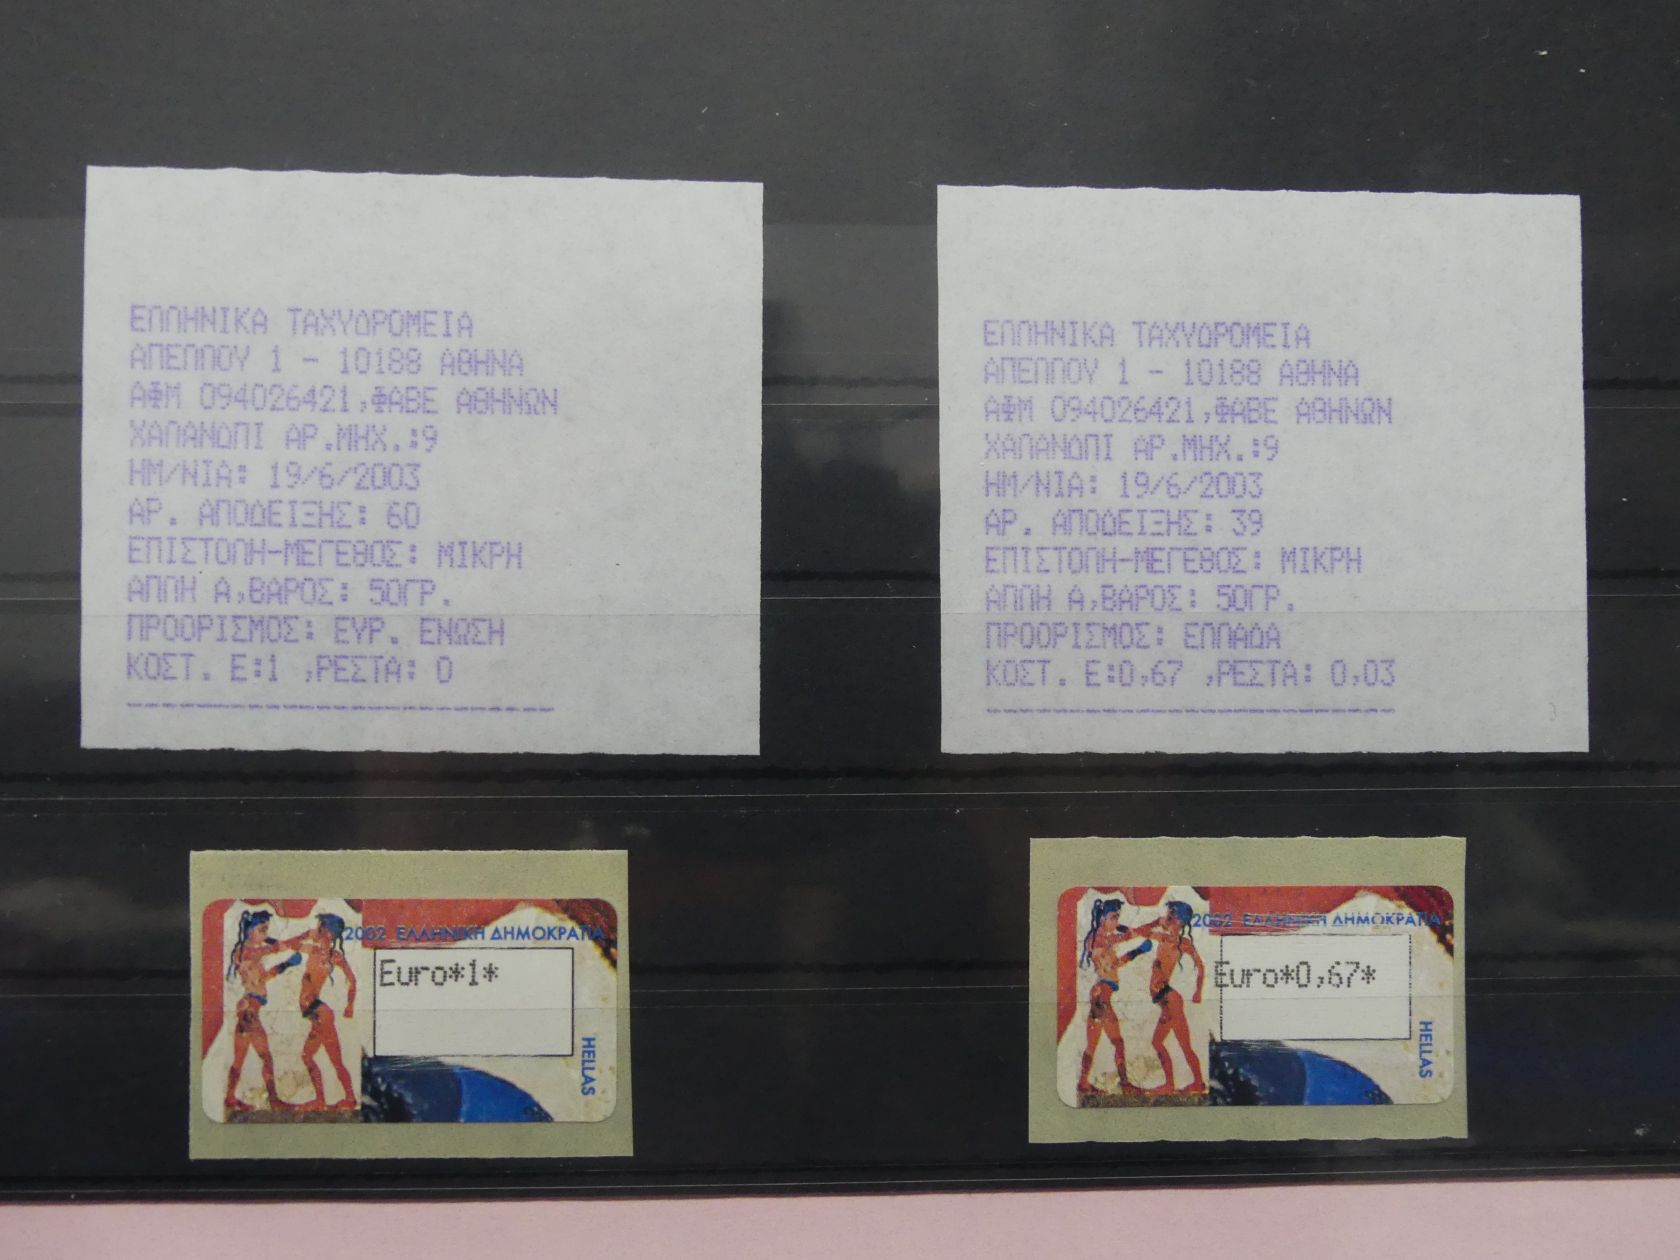 ΕΛΛΗΝΙΚΑ ΤΑΧΥΔΡΟΜΕΙΑ
ΑΠΕΛΛΟΥ 1 - 10188 ΑΘΗΝΑ
ΑΦΜ 094026421,ΦΑΒΕ ΑΘΗΝΩΝ
ΧΑΛΑΝΩΠΙ ΑΡ.ΜΗΧ.:9
ΗΜ/ΝΙΑ: 19/6/2003
ΑΡ. ΑΠΟΔΕΙΞΗΣ: 60
ΕΠΙΣΤΟΛΗ-ΜΕΓΕΘΟΣ: ΜΙΚΡΗ
ΑΠΛΗ Α,ΒΑΡΟΣ: 50ΓΡ.
ΠΡΟΟΡΙΣΜΟΣ: ΕΥΡ. ΕΝΩΣΗ
ΚΟΣΤ. Ε:1 ,ΡΕΣΤΑ: 0
ΕΛΛΗΝΙΚΑ ΤΑΧΥΔΡΟΜΕΙΑ
ΑΠΕΛΛΟΥ 1 - 10188 ΑΘΗΝΑ
ΑΦΜ 094026421,ΦΑΒΕ ΑΘΗΝΩΝ
ΧΑΛΑΝΩΠΙ ΑΡ.ΜΗΧ.:9
ΗΜ/ΝΙΑ: 19/6/2003
ΑΡ. ΑΠΟΔΕΙΞΗΣ: 39
ΕΠΙΣΤΟΛΗ-ΜΕΓΕΘΟΣ: ΜΙΚΡΗ
ΑΠΛΗ Α,ΒΑΡΟΣ: 50ΓΡ.
ΠΡΟΟΡΙΣΜΟΣ: ΕΛΛΑΔΑ
ΚΟΣΤ. Ε:0,67 ,ΡΕΣΤΑ: 0,03
2002 ΕΛΛΗΝΙΚΗ ΔΗΜΟΚΡΑΤΙΑ
Euro*1*
HELLAS
2002 ΕΛΛΗΝΙΚΗ ΔΗΜΟΚΡΑΤΙΑ
Euro*0,67*
HELLAS